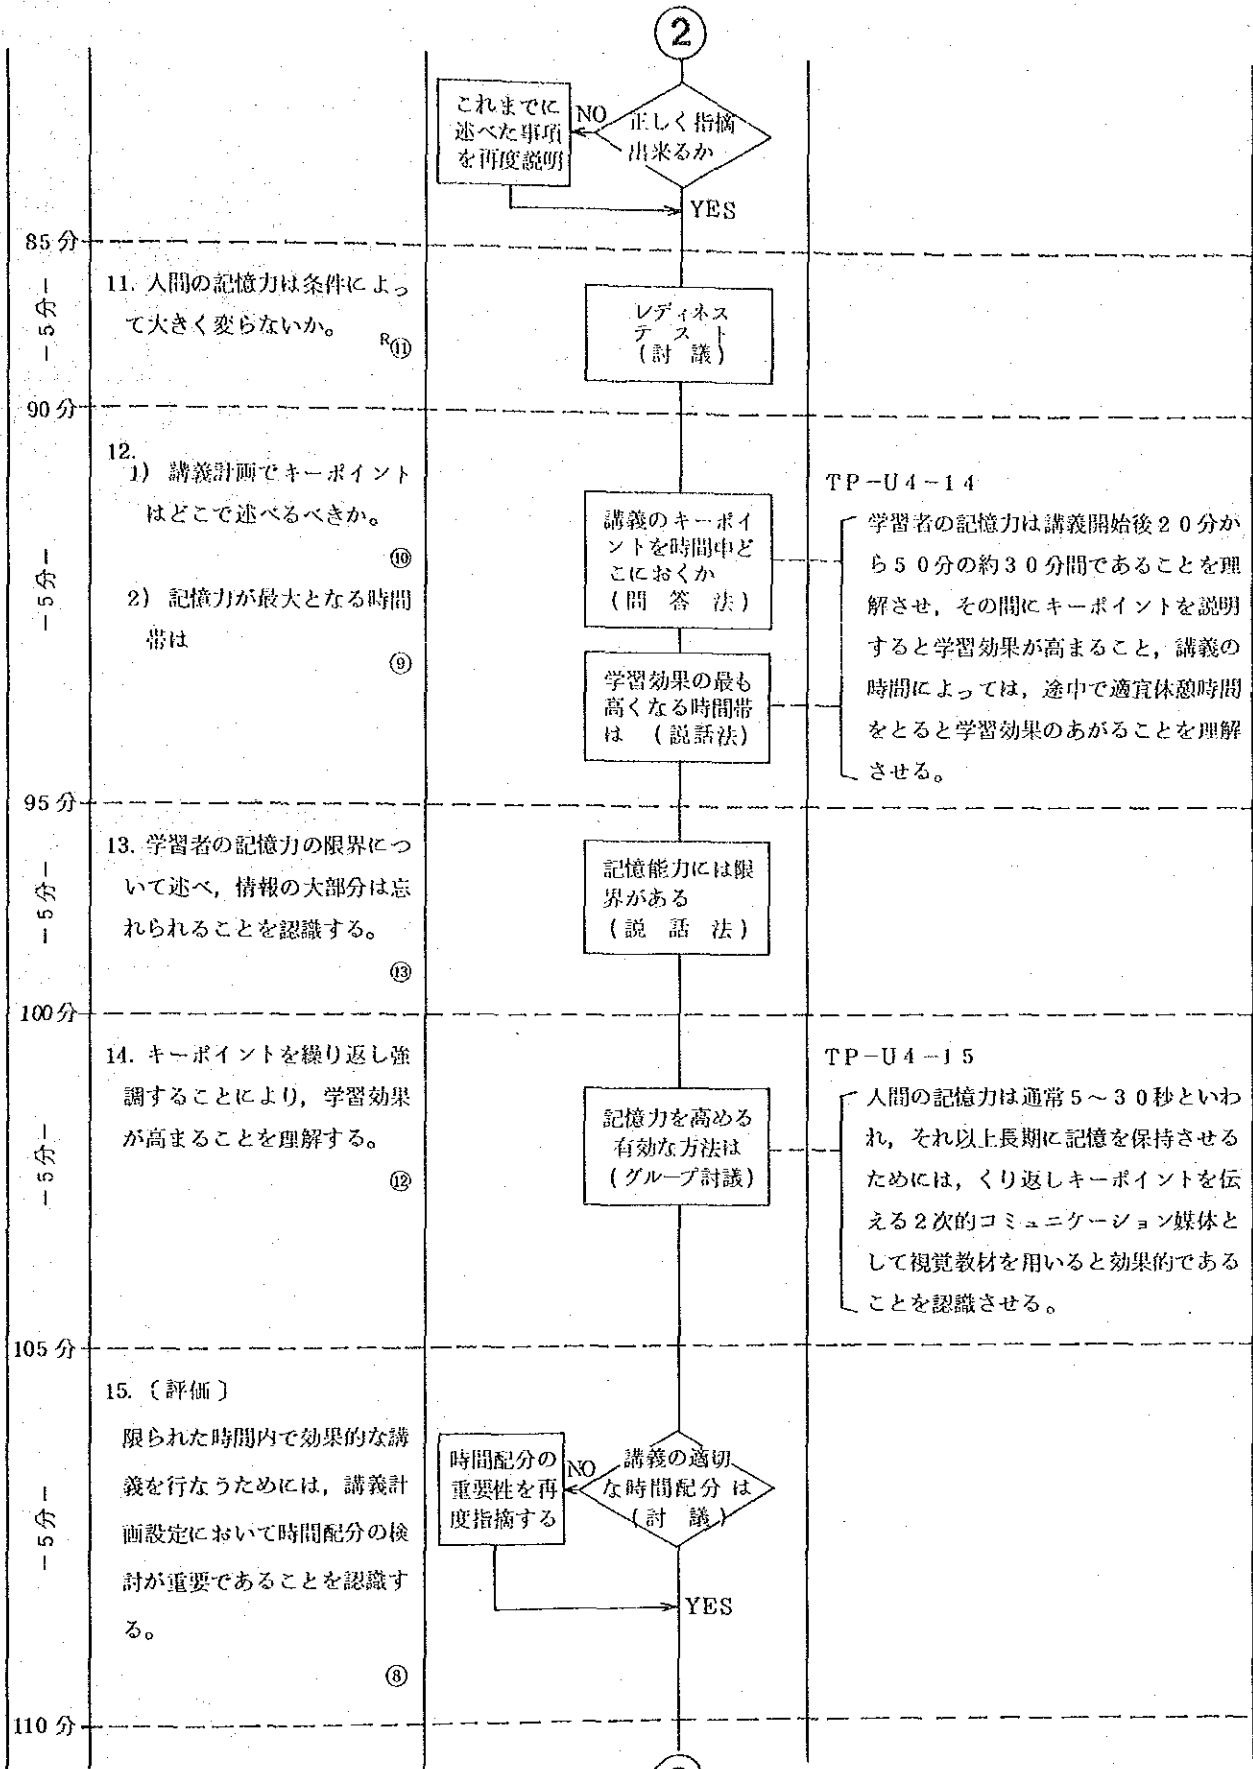 2
これまでに
述べた事項
を再度説明
NO
正しく指摘
出来るか
YES
85分
-5分-
11. 人間の記憶力は条件によっ
て大きく変らないか。
R⑪
レディネス
テスト
(討議)
90分
-5分-
12.
1) 講義計画でキーポイント
はどこで述べるべきか。
⑩
2) 記憶力が最大となる時間
帯は
⑨
講義のキーポイ
ントを時間中ど
こにおくか
(問答法)
学習効果の最も
高くなる時間帯
は (説話法)
TP-U4-14
学習者の記憶力は講義開始後20分か
ら50分の約30分間であることを理
解させ,その間にキーポイントを説明
すると学習効果が高まること,講義の
時間によっては,途中で適宜休憩時間
をとると学習効果のあがることを理解
させる。
95分
-5分-
13. 学習者の記憶力の限界につ
いて述べ,情報の大部分は忘
れられることを認識する。
⑬
記憶能力には限
界がある
(説話法)
100分
-5分-
14. キーポイントを繰り返し強
調することにより,学習効果
が高まることを理解する。
⑫
記憶力を高める
有効な方法は
(グループ討議)
TP-U4-15
人間の記憶力は通常5~30秒といわ
れ,それ以上長期に記憶を保持させる
ためには,くり返しキーポイントを伝
える2次的コミュニケーション媒体と
して視覚教材を用いると効果的である
ことを認識させる。
105分
-5分-
15.〔評価〕
限られた時間内で効果的な講
義を行なうためには,講義計
画設定において時間配分の検
討が重要であることを認識す
る。
⑧
時間配分の
重要性を再
度指摘する
NO
講義の適切
な時間配分は
(討議)
YES
110分